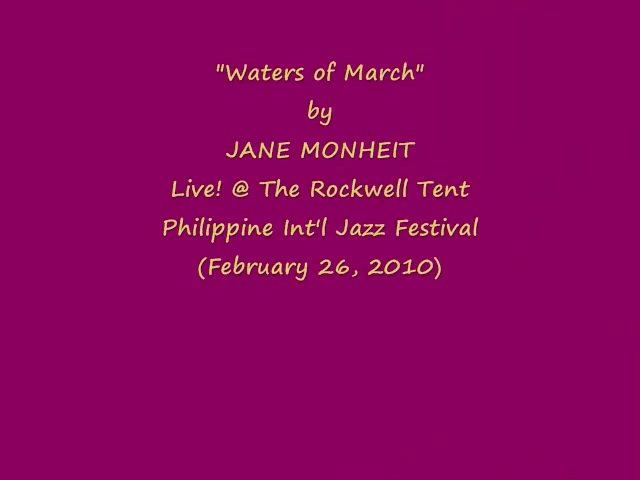 "Waters of March"
by
JANE MONHEIT
Live! @ The Rockwell Tent
Philippine Int'l Jazz Festival
(February 26, 2010)